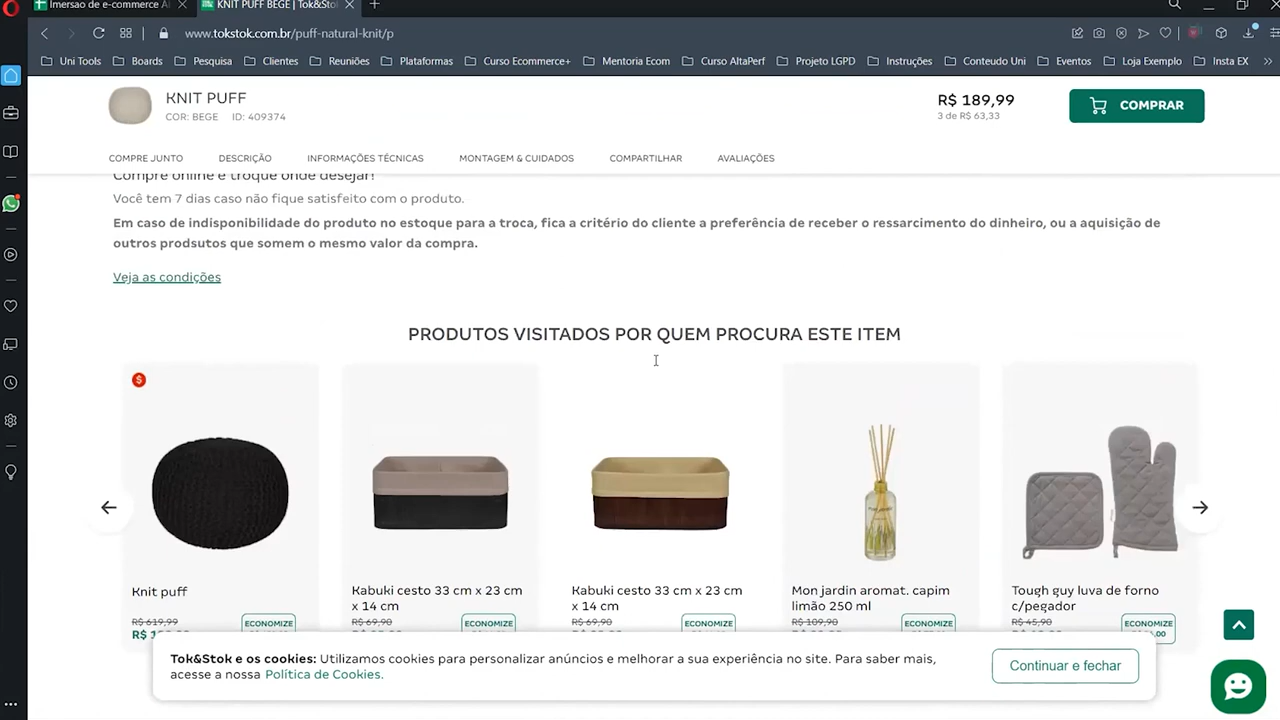 Imersao de e-commerce Al
KNIT PUFF BEGE | Tok&Sto
www.tokstok.com.br/puff-natural-knit/p
Uni Tools Boards Pesquisa Clientes Reuniões Plataformas Curso Ecommerce+ Mentoria Ecom Curso AltaPerf Projeto LGPD Instruções Conteudo Uni Eventos Loja Exemplo Insta EX
KNIT PUFF
COR: BEGE ID: 409374
R$ 189,99
3 de R$ 63,33
COMPRAR
COMPRE JUNTO DESCRIÇÃO INFORMAÇÕES TÉCNICAS MONTAGEM & CUIDADOS COMPARTILHAR AVALIAÇÕES
Compre online e troque onde desejar!
Você tem 7 dias caso não fique satisfeito com o produto.
Em caso de indisponibilidade do produto no estoque para a troca, fica a critério do cliente a preferência de receber o ressarcimento do dinheiro, ou a aquisição de
outros prodsutos que somem o mesmo valor da compra.
Veja as condições
PRODUTOS VISITADOS POR QUEM PROCURA ESTE ITEM
$
Knit puff
R$ 619,99
ECONOMIZE
Kabuki cesto 33 cm x 23 cm
x 14 cm
R$ 69,90
ECONOMIZE
Kabuki cesto 33 cm x 23 cm
x 14 cm
R$ 69,90
ECONOMIZE
Mon jardin aromat. capim
limão 250 ml
R$ 109,90
ECONOMIZE
Tough guy luva de forno
c/pegador
R$ 45,90
ECONOMIZE
Tok&Stok e os cookies: Utilizamos cookies para personalizar anúncios e melhorar a sua experiência no site. Para saber mais,
acesse a nossa Política de Cookies.
Continuar e fechar